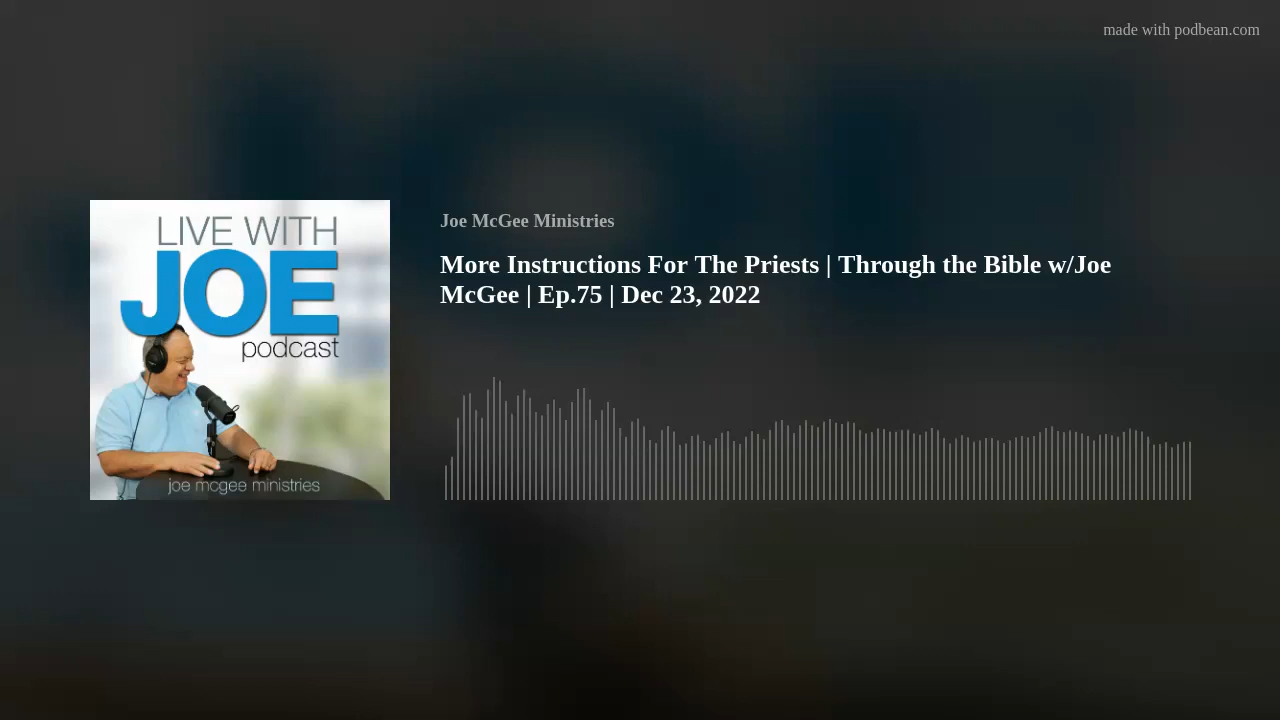 made with podbean.com
LIVE WITH
JOE
podcast
joe mcgee ministries
Joe McGee Ministries
More Instructions For The Priests | Through the Bible w/Joe
McGee | Ep.75 | Dec 23, 2022